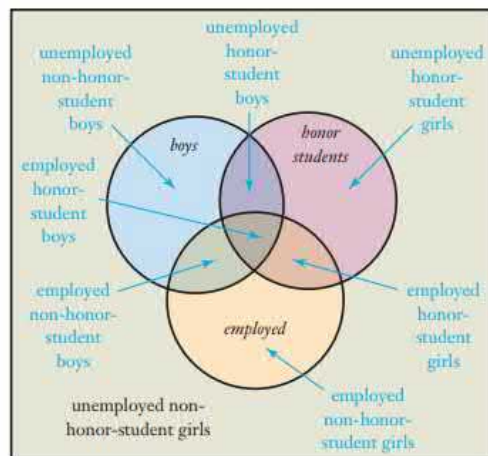 unemployed
non-honor-
student
boys
unemployed
honor-
student
boys
unemployed
honor-
student
girls
boys
honor
students
employed
honor-
student
boys
employed
non-honor-
student
boys
employed
employed
honor-
student
girls
unemployed non-
honor-student girls
employed
non-honor-
student girls